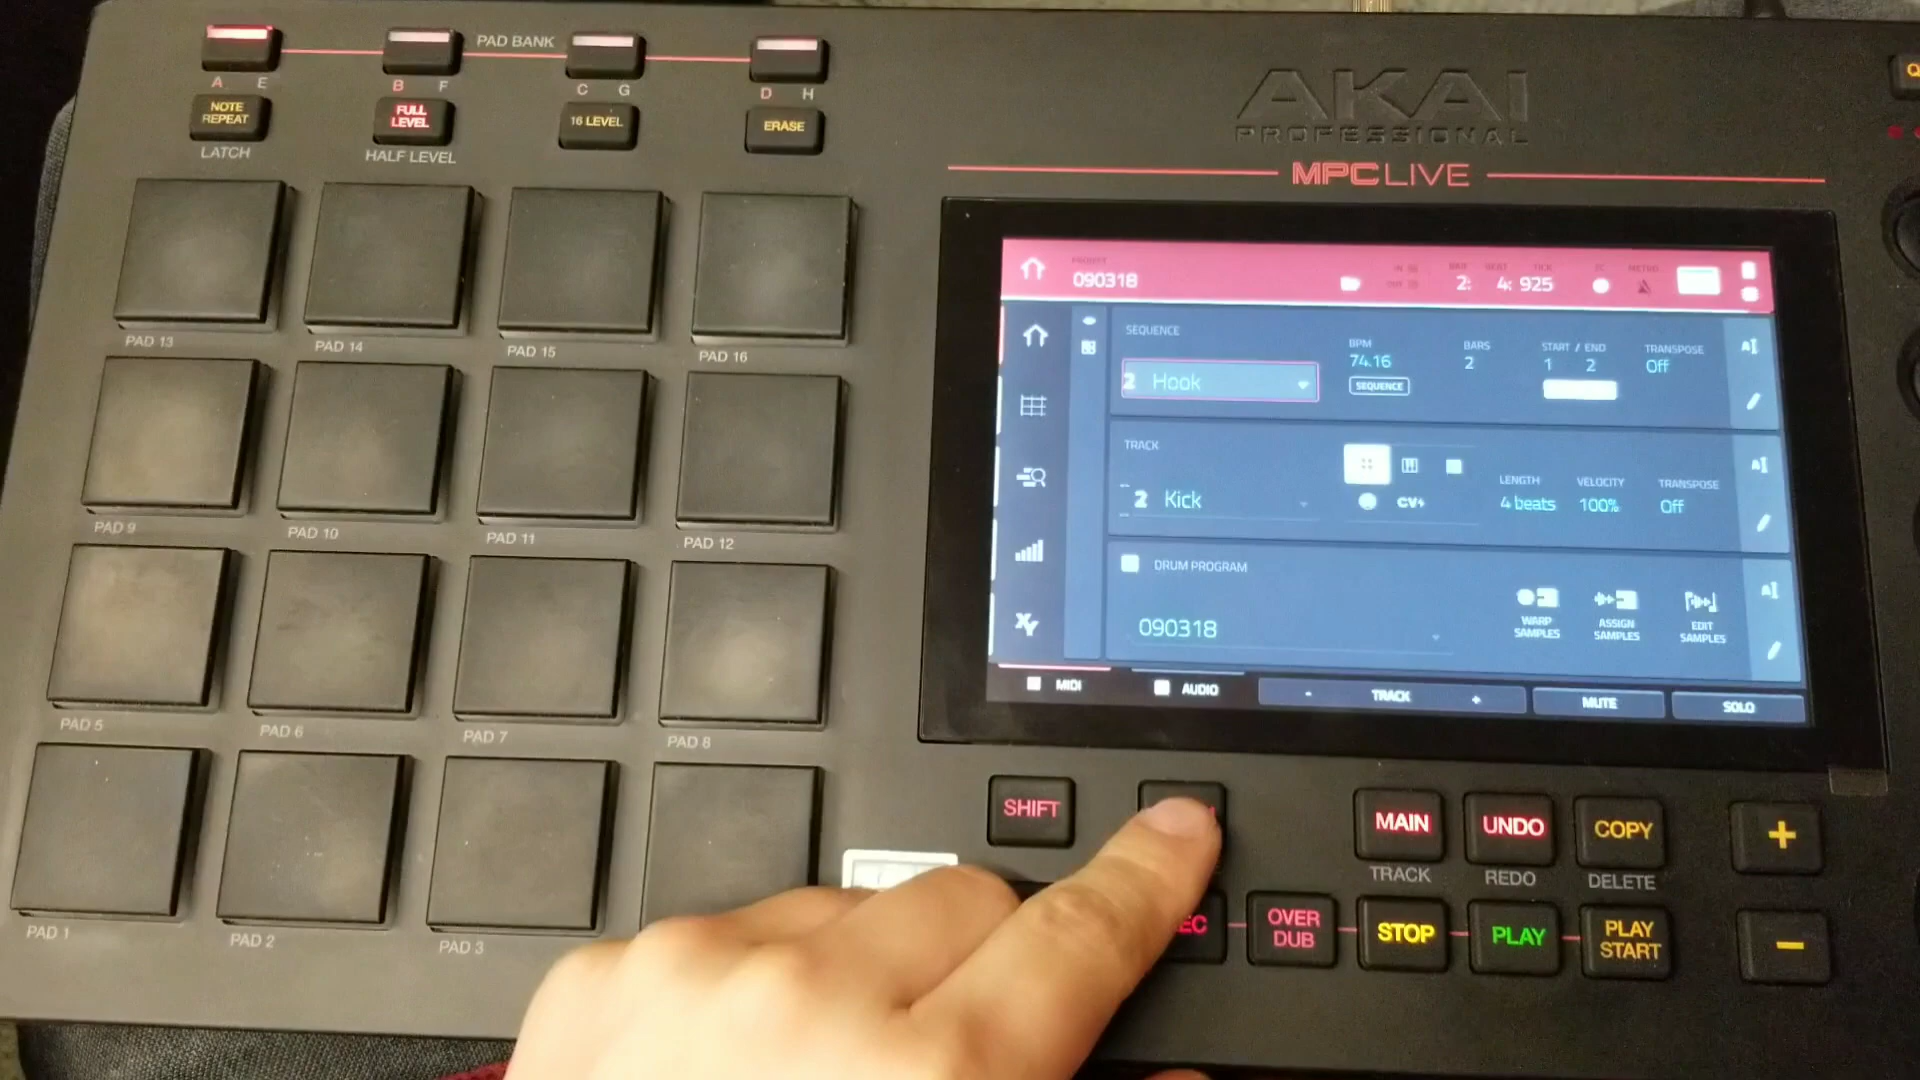 PAD BANK
A E B F C G D H
NOTE REPEAT
FULL LEVEL
16 LEVEL
ERASE
LATCH
HALF LEVEL
AKAI
PROFESSIONAL
MPC LIVE
PAD 13
PAD 14
PAD 15
PAD 16
PAD 9
PAD 10
PAD 11
PAD 12
PAD 5
PAD 6
PAD 7
PAD 8
PAD 1
PAD 2
PAD 3
PROJECT
090318
2: 4: 925
SEQUENCE
2 Hook
BPM
74.16
SEQUENCE
BARS
2
START / END
1 2
TRANSPOSE
Off
TRACK
2 Kick
CV+
LENGTH
4 beats
VELOCITY
100%
TRANSPOSE
Off
DRUM PROGRAM
090318
WARP SAMPLES
ASSIGN SAMPLES
EDIT SAMPLES
MIDI
AUDIO
- TRACK +
MUTE
SOLO
SHIFT
MAIN
UNDO
COPY
+
TRACK
REDO
DELETE
EC
OVER DUB
STOP
PLAY
PLAY START
-